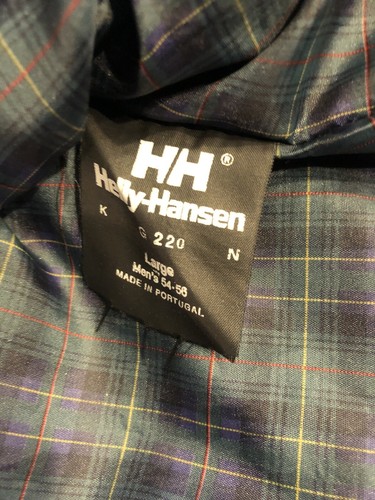 HH®
Helly-Hansen
K G 220 N
Large
Men's 54-56
MADE IN PORTUGAL.